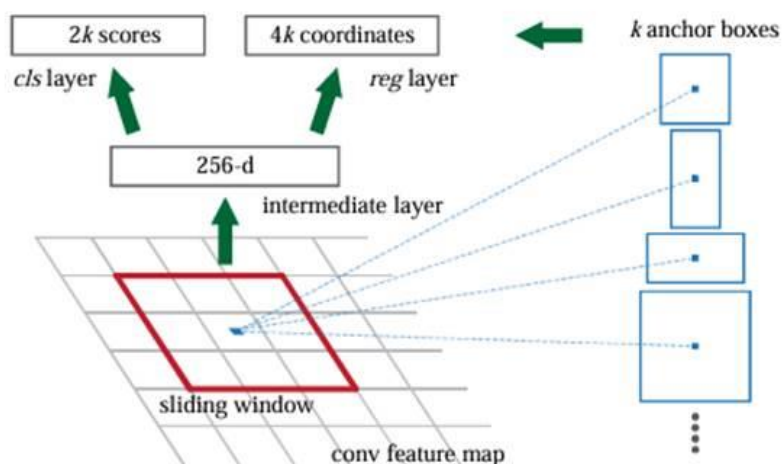 2k scores
4k coordinates
k anchor boxes
cls layer
reg layer
256-d
intermediate layer
sliding window
conv feature map